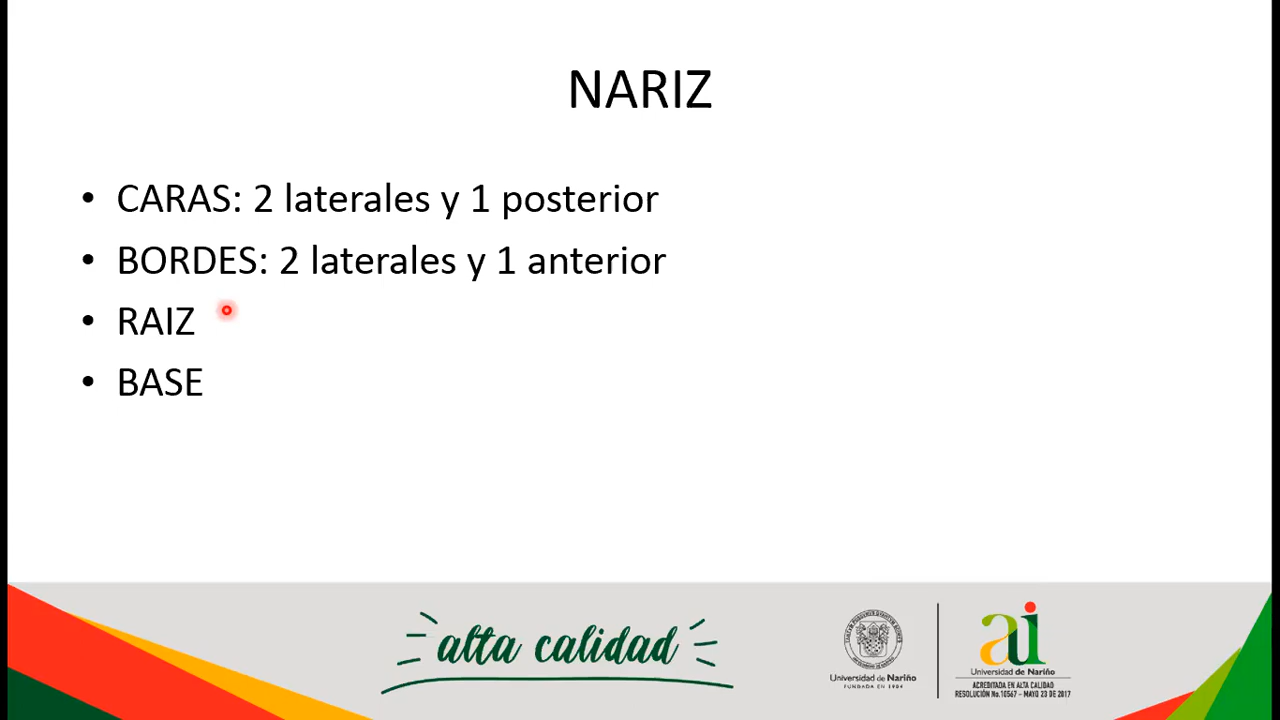 NARIZ
• CARAS: 2 laterales y 1 posterior
• BORDES: 2 laterales y 1 anterior
• RAIZ
• BASE
alta calidad
Universidad de Nariño
FUNDADA EN 1904
ai
Universidad de Nariño
ACREDITADA EN ALTA CALIDAD
RESOLUCIÓN No.10567 - MAYO 23 DE 2017